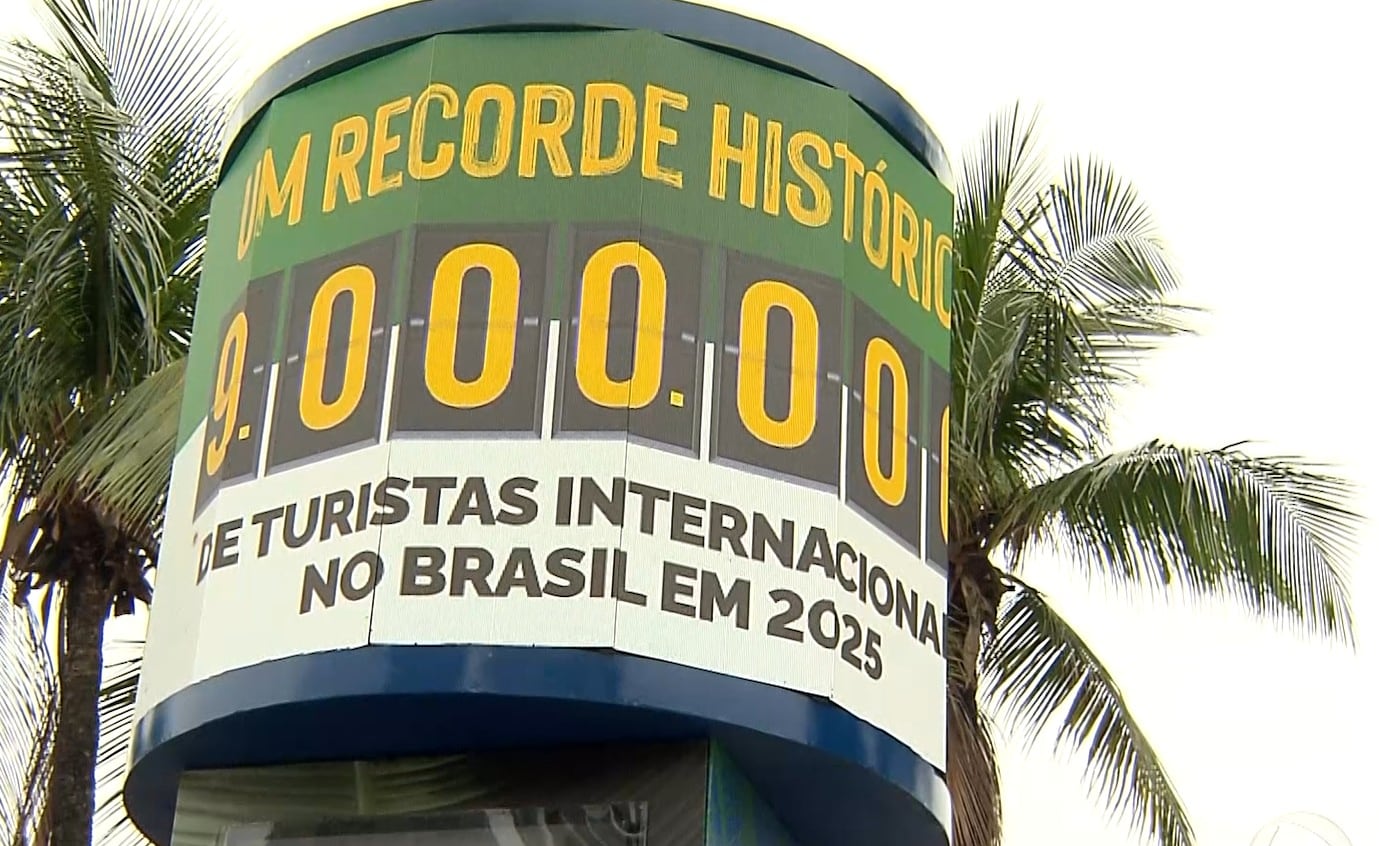 UM RECORDE HISTÓRIC
9.000.000
DE TURISTAS INTERNACIONA
NO BRASIL EM 2025